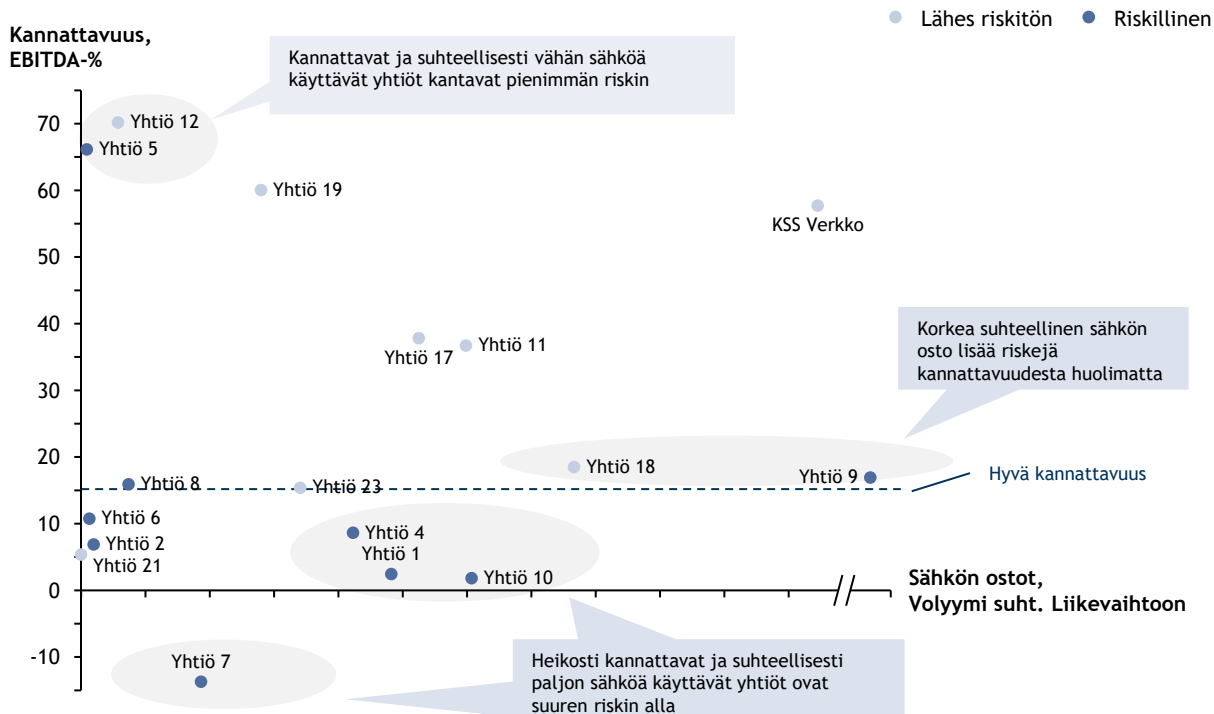 Lähes riskitön
Riskillinen
Kannattavuus,
EBITDA-%
Kannattavat ja suhteellisesti vähän sähköä
käyttävät yhtiöt kantavat pienimmän riskin
70
Yhtiö 12
Yhtiö 5
60
Yhtiö 19
KSS Verkko
50
40
Yhtiö 17
Yhtiö 11
Korkea suhteellinen sähkön
osto lisää riskejä
kannattavuudesta huolimatta
30
20
Yhtiö 18
Yhtiö 9
Hyvä kannattavuus
Yhtiö 8
Yhtiö 23
10
Yhtiö 6
Yhtiö 2
Yhtiö 21
Yhtiö 4
Yhtiö 1
Yhtiö 10
0
Sähkön ostot,
Volyymi suht. Liikevaihtoon
-10
Yhtiö 7
Heikosti kannattavat ja suhteellisesti
paljon sähköä käyttävät yhtiöt ovat
suuren riskin alla